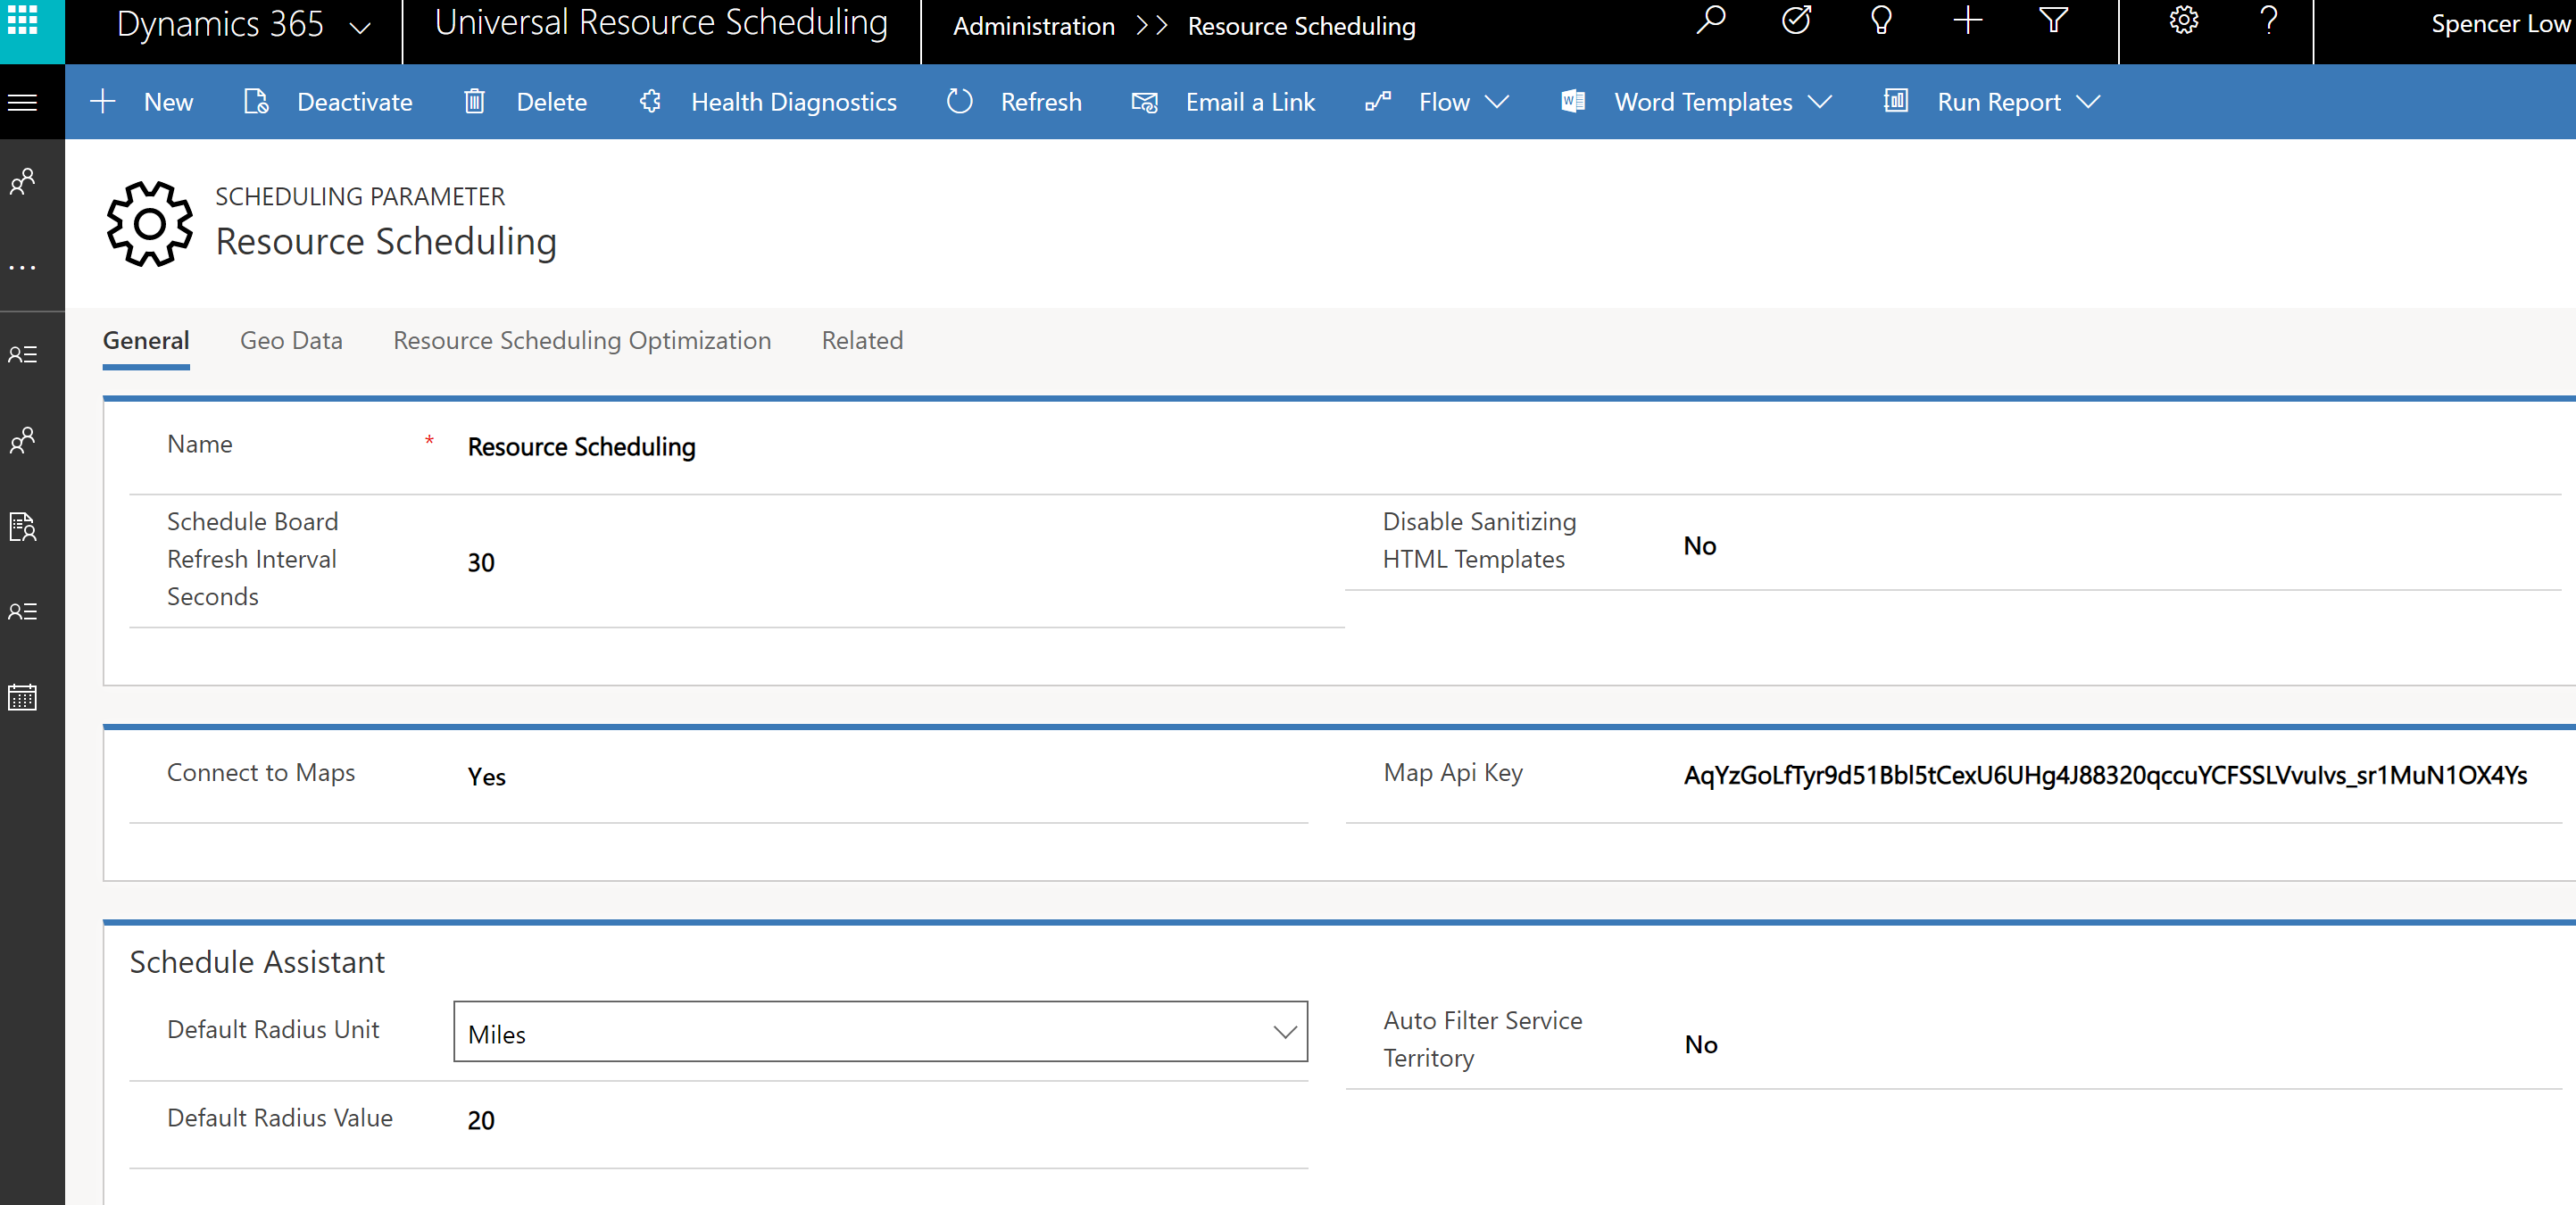 Dynamics 365
Universal Resource Scheduling
Administration >> Resource Scheduling
?
Spencer Low
New
Deactivate
Delete
Health Diagnostics
Refresh
Email a Link
Flow
Word Templates
Run Report
SCHEDULING PARAMETER
Resource Scheduling
General
Geo Data
Resource Scheduling Optimization
Related
Name *
Resource Scheduling
Schedule Board
Refresh Interval
Seconds
30
Disable Sanitizing
HTML Templates
No
Connect to Maps
Yes
Map Api Key
AqYzGoLfTyr9d51Bbl5tCexU6UHg4J88320qccuYCFSSLVvulvs_sr1MuN1OX4Ys
Schedule Assistant
Default Radius Unit
Miles
Auto Filter Service
Territory
No
Default Radius Value
20